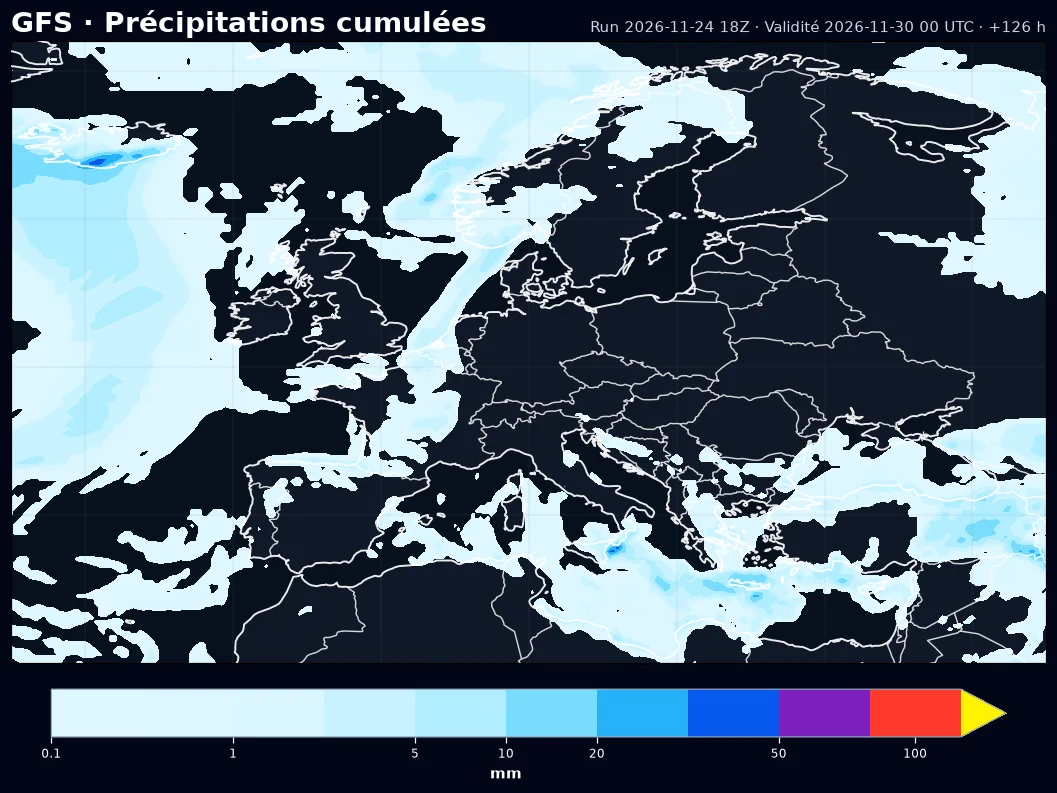 GFS · Précipitations cumulées
Run 2026-11-24 18Z · Validité 2026-11-30 00 UTC · +126 h
0.1 1 5 10 20 50 100
mm